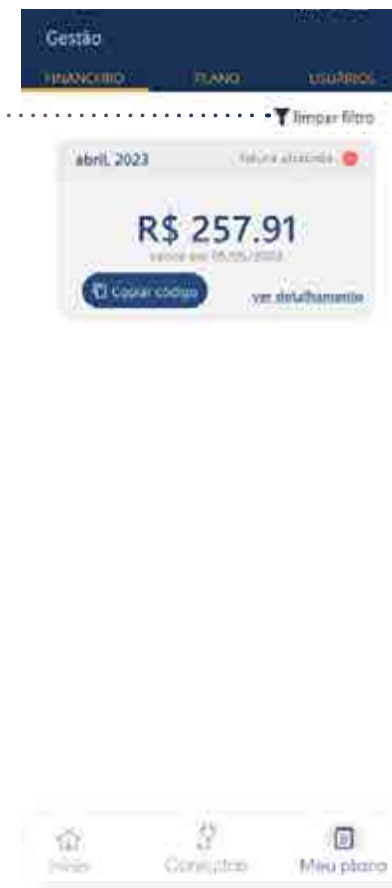 Gestão
FINANCEIRO PLANO USUÁRIOS
limpar filtro
abril, 2023 fatura atrasada
R$ 257.91
Copiar código ver detalhamento
Início Consultas Meu plano